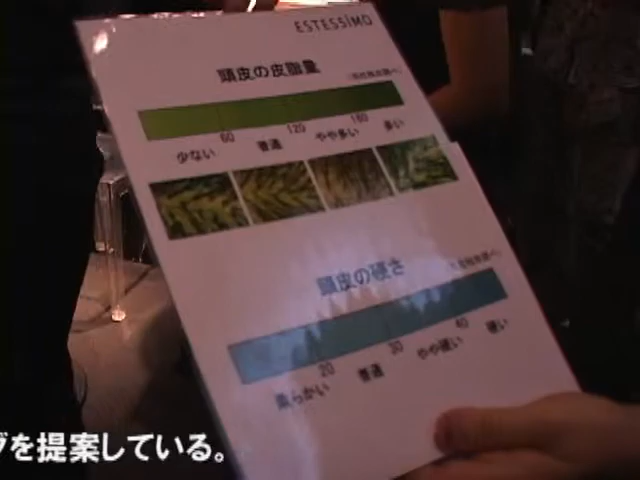 ESTESSiMO
頭皮の皮脂量
60 120 180
少ない 普通 やや多い 多い
頭皮の硬さ
20 30 40
柔らかい 普通 やや硬い 硬い
を提案している。